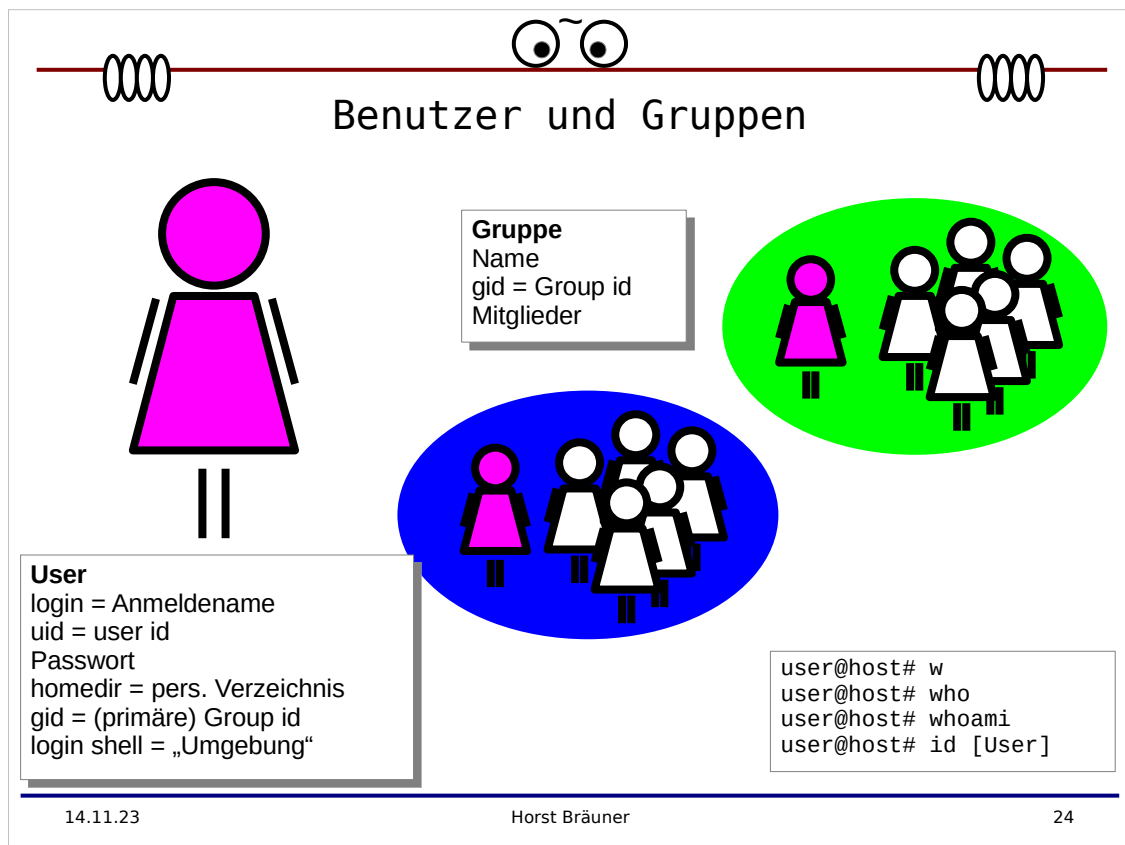 ~
Benutzer und Gruppen
Gruppe
Name
gid = Group id
Mitglieder
User
login = Anmeldename
uid = user id
Passwort
homedir = pers. Verzeichnis
gid = (primäre) Group id
login shell = „Umgebung“
user@host# w
user@host# who
user@host# whoami
user@host# id [User]
14.11.23
Horst Bräuner
24